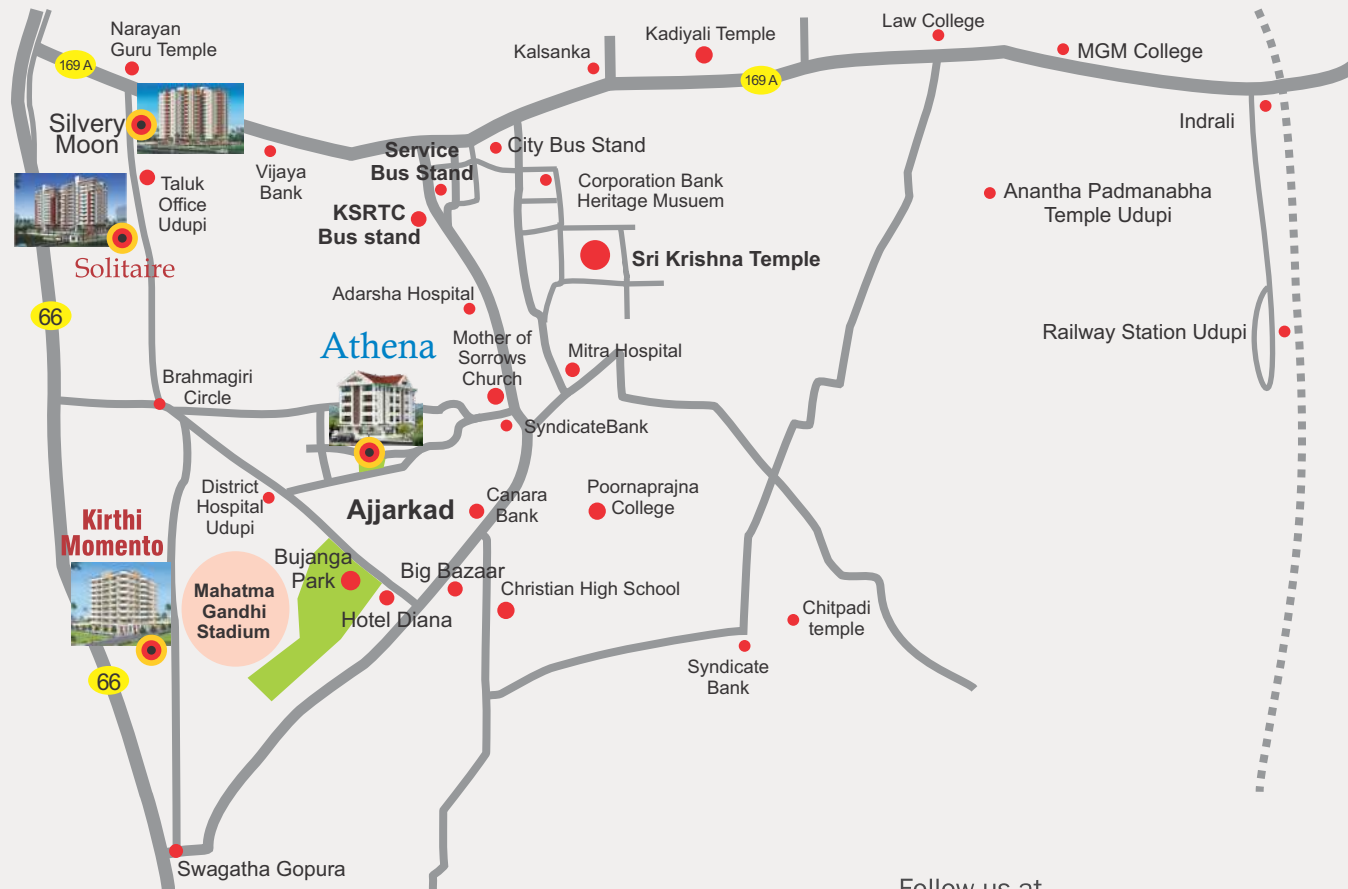 Narayan
Guru Temple
169 A
Silvery
Moon
Taluk
Office
Udupi
Vijaya
Bank
Solitaire
66
Kalsanka
Kadiyali Temple
169 A
Law College
MGM College
Indrali
Service
Bus Stand
City Bus Stand
KSRTC
Bus stand
Corporation Bank
Heritage Musuem
Sri Krishna Temple
Anantha Padmanabha
Temple Udupi
Railway Station Udupi
Adarsha Hospital
Athena
Mother of
Sorrows
Church
Mitra Hospital
Brahmagiri
Circle
SyndicateBank
District
Hospital
Udupi
Ajjarkad
Canara
Bank
Poornaprajna
College
Kirthi
Momento
Mahatma
Gandhi
Stadium
Bujanga
Park
Big Bazaar
Hotel Diana
Christian High School
Chitpadi
temple
Syndicate
Bank
66
Swagatha Gopura
Follow us at